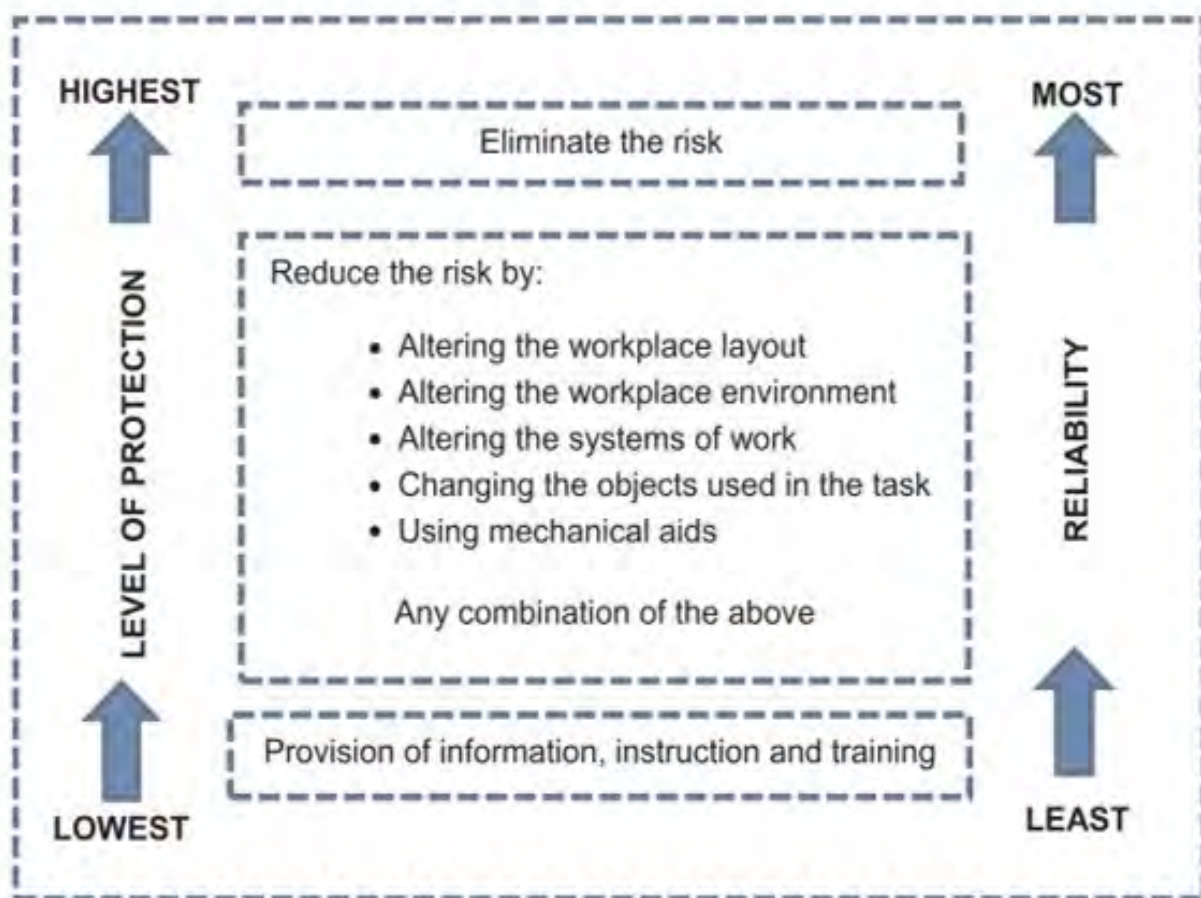 HIGHEST
MOST
Eliminate the risk
Reduce the risk by:
• Altering the workplace layout
• Altering the workplace environment
• Altering the systems of work
• Changing the objects used in the task
• Using mechanical aids
Any combination of the above
LEVEL OF PROTECTION
RELIABILITY
Provision of information, instruction and training
LOWEST
LEAST